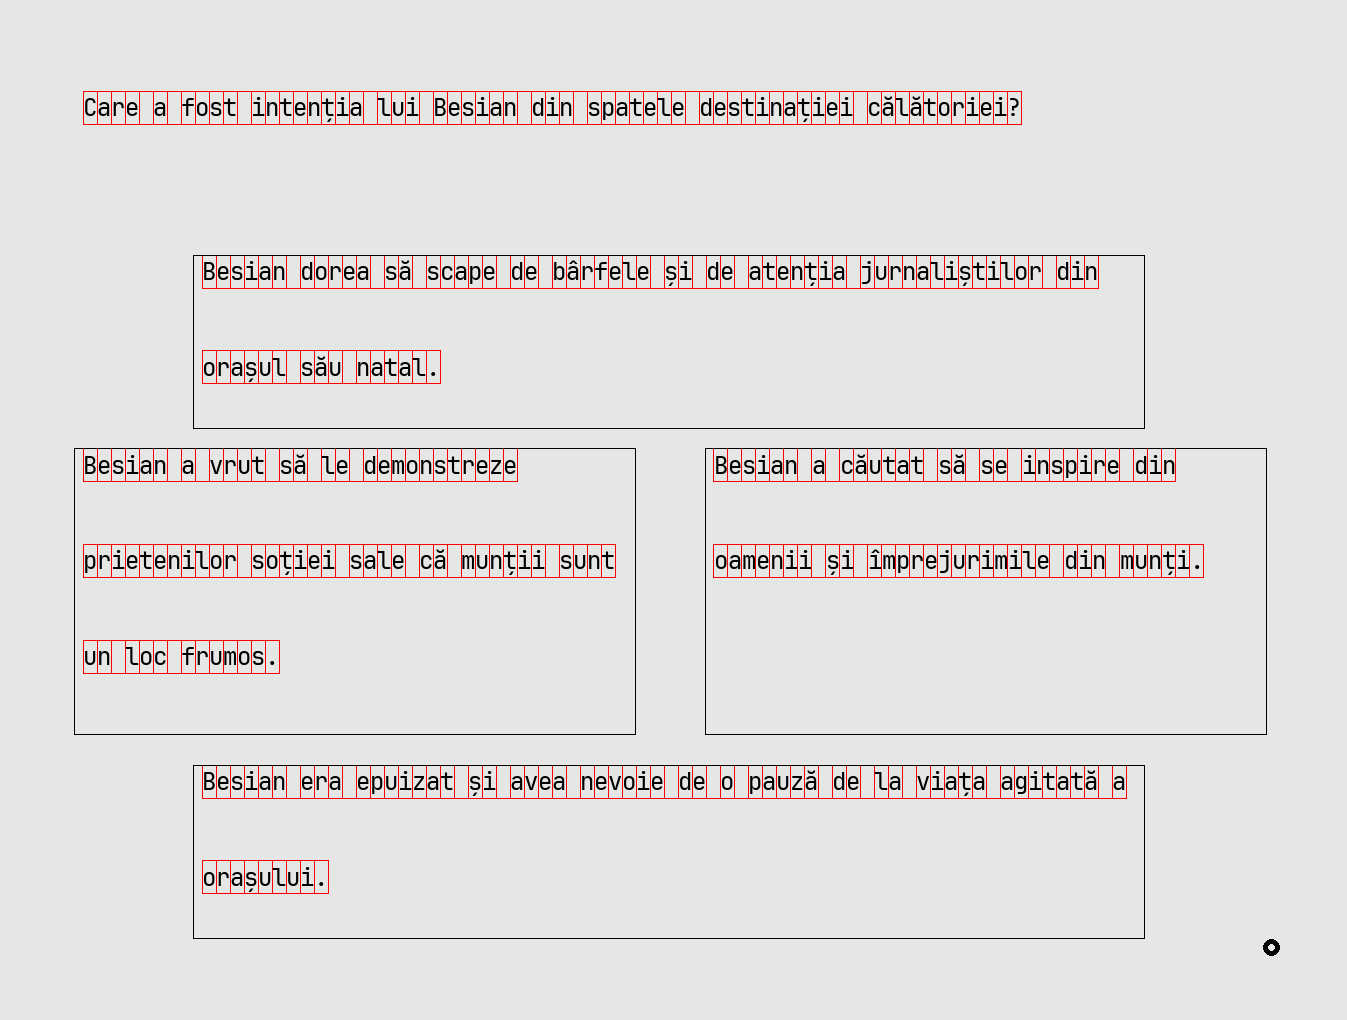 Care a fost intenția lui Besian din spatele destinației călătoriei?
Besian dorea să scape de bârfele și de atenția jurnaliștilor din
orașul său natal.
Besian a vrut să le demonstreze
prietenilor soției sale că munții sunt
un loc frumos.
Besian a căutat să se inspire din
oamenii și împrejurimile din munți.
Besian era epuizat și avea nevoie de o pauză de la viața agitată a
orașului.